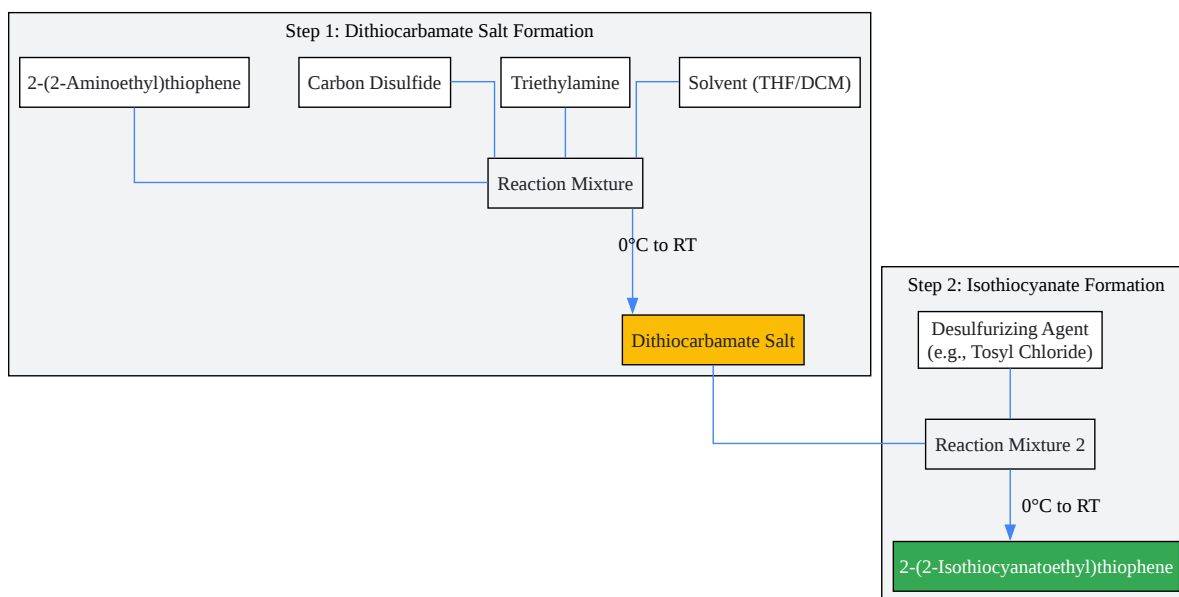 Step 1: Dithiocarbamate Salt Formation
2-(2-Aminoethyl)thiophene
Carbon Disulfide
Triethylamine
Solvent (THF/DCM)
Reaction Mixture
0°C to RT
Dithiocarbamate Salt
Step 2: Isothiocyanate Formation
Desulfurizing Agent
(e.g., Tosyl Chloride)
Reaction Mixture 2
0°C to RT
2-(2-Isothiocyanatoethyl)thiophene